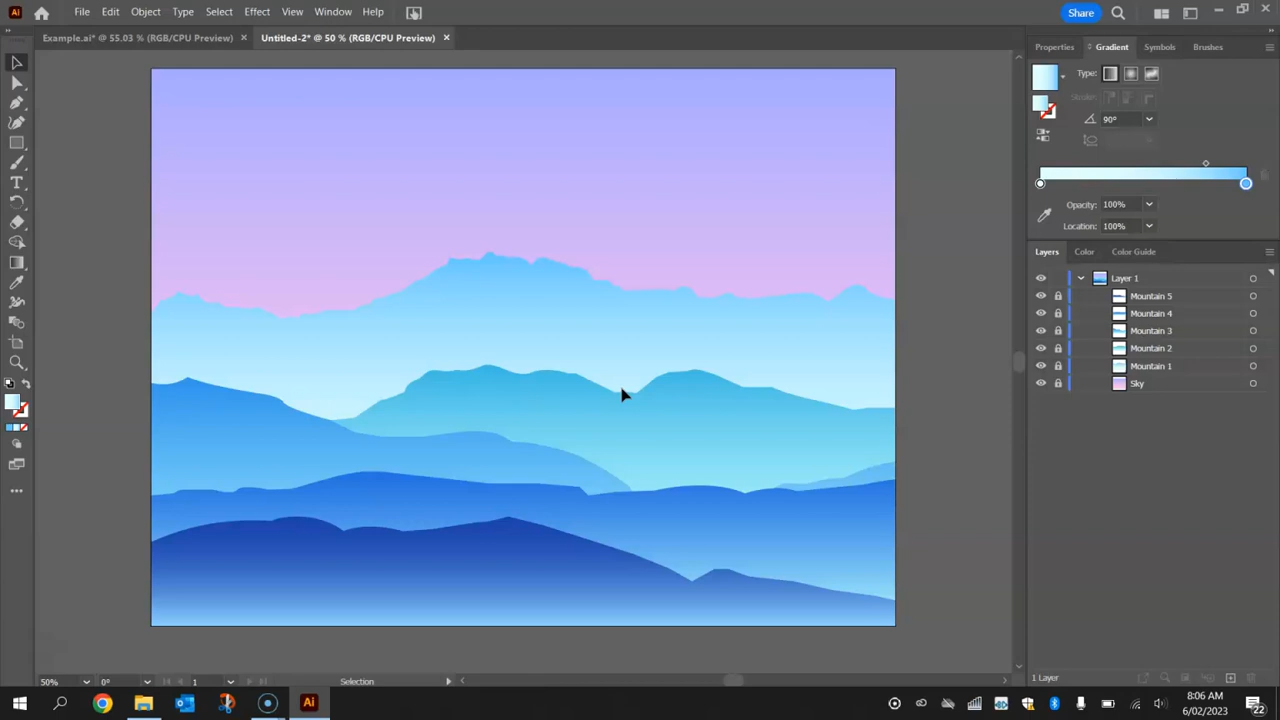 Ai File Edit Object Type Select Effect View Window Help Share
Example.ai* @ 55.03 % (RGB/CPU Preview) × Untitled-2* @ 50 % (RGB/CPU Preview) ×
Properties Gradient Symbols Brushes
Type:
Stroke:
90°
Opacity: 100%
Location: 100%
Layers Color Color Guide
Layer 1
Mountain 5
Mountain 4
Mountain 3
Mountain 2
Mountain 1
Sky
50% 0° 1 Selection
1 Layer
Ai
8:06 AM
6/02/2023
22